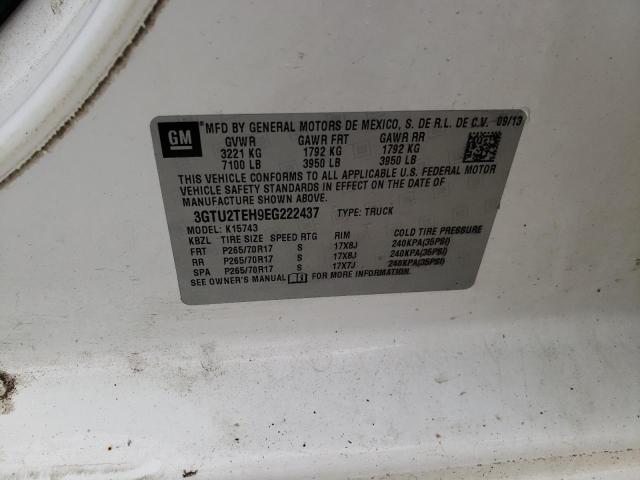 GM MFD BY GENERAL MOTORS DE MEXICO, S. DE R.L. DE C.V. 09/13
GVWR GAWR FRT GAWR RR
3221 KG 1792 KG 1792 KG
7100 LB 3950 LB 3950 LB
THIS VEHICLE CONFORMS TO ALL APPLICABLE U.S. FEDERAL MOTOR
VEHICLE SAFETY STANDARDS IN EFFECT ON THE DATE OF
MANUFACTURE SHOWN ABOVE.
3GTU2TEH9EG222437 TYPE: TRUCK
MODEL: K15743
KBZL TIRE SIZE SPEED RTG RIM COLD TIRE PRESSURE
FRT P265/70R17 S 17X8J 240KPA(35PSI)
RR P265/70R17 S 17X8J 240KPA(35PSI)
SPA P265/70R17 S 17X7J 240KPA(35PSI)
SEE OWNER'S MANUAL FOR MORE INFORMATION.